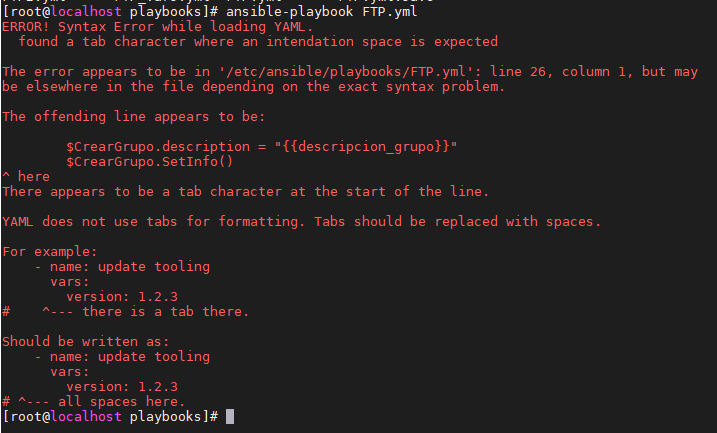 [root@localhost playbooks]# ansible-playbook FTP.yml
ERROR! Syntax Error while loading YAML.
  found a tab character where an intendation space is expected

The error appears to be in '/etc/ansible/playbooks/FTP.yml': line 26, column 1, but may
be elsewhere in the file depending on the exact syntax problem.

The offending line appears to be:

        $CrearGrupo.description = "{{descripcion_grupo}}"
        $CrearGrupo.SetInfo()
^ here
There appears to be a tab character at the start of the line.

YAML does not use tabs for formatting. Tabs should be replaced with spaces.

For example:
    - name: update tooling
      vars:
        version: 1.2.3
#    ^--- there is a tab there.

Should be written as:
    - name: update tooling
      vars:
        version: 1.2.3
# ^--- all spaces here.
[root@localhost playbooks]#